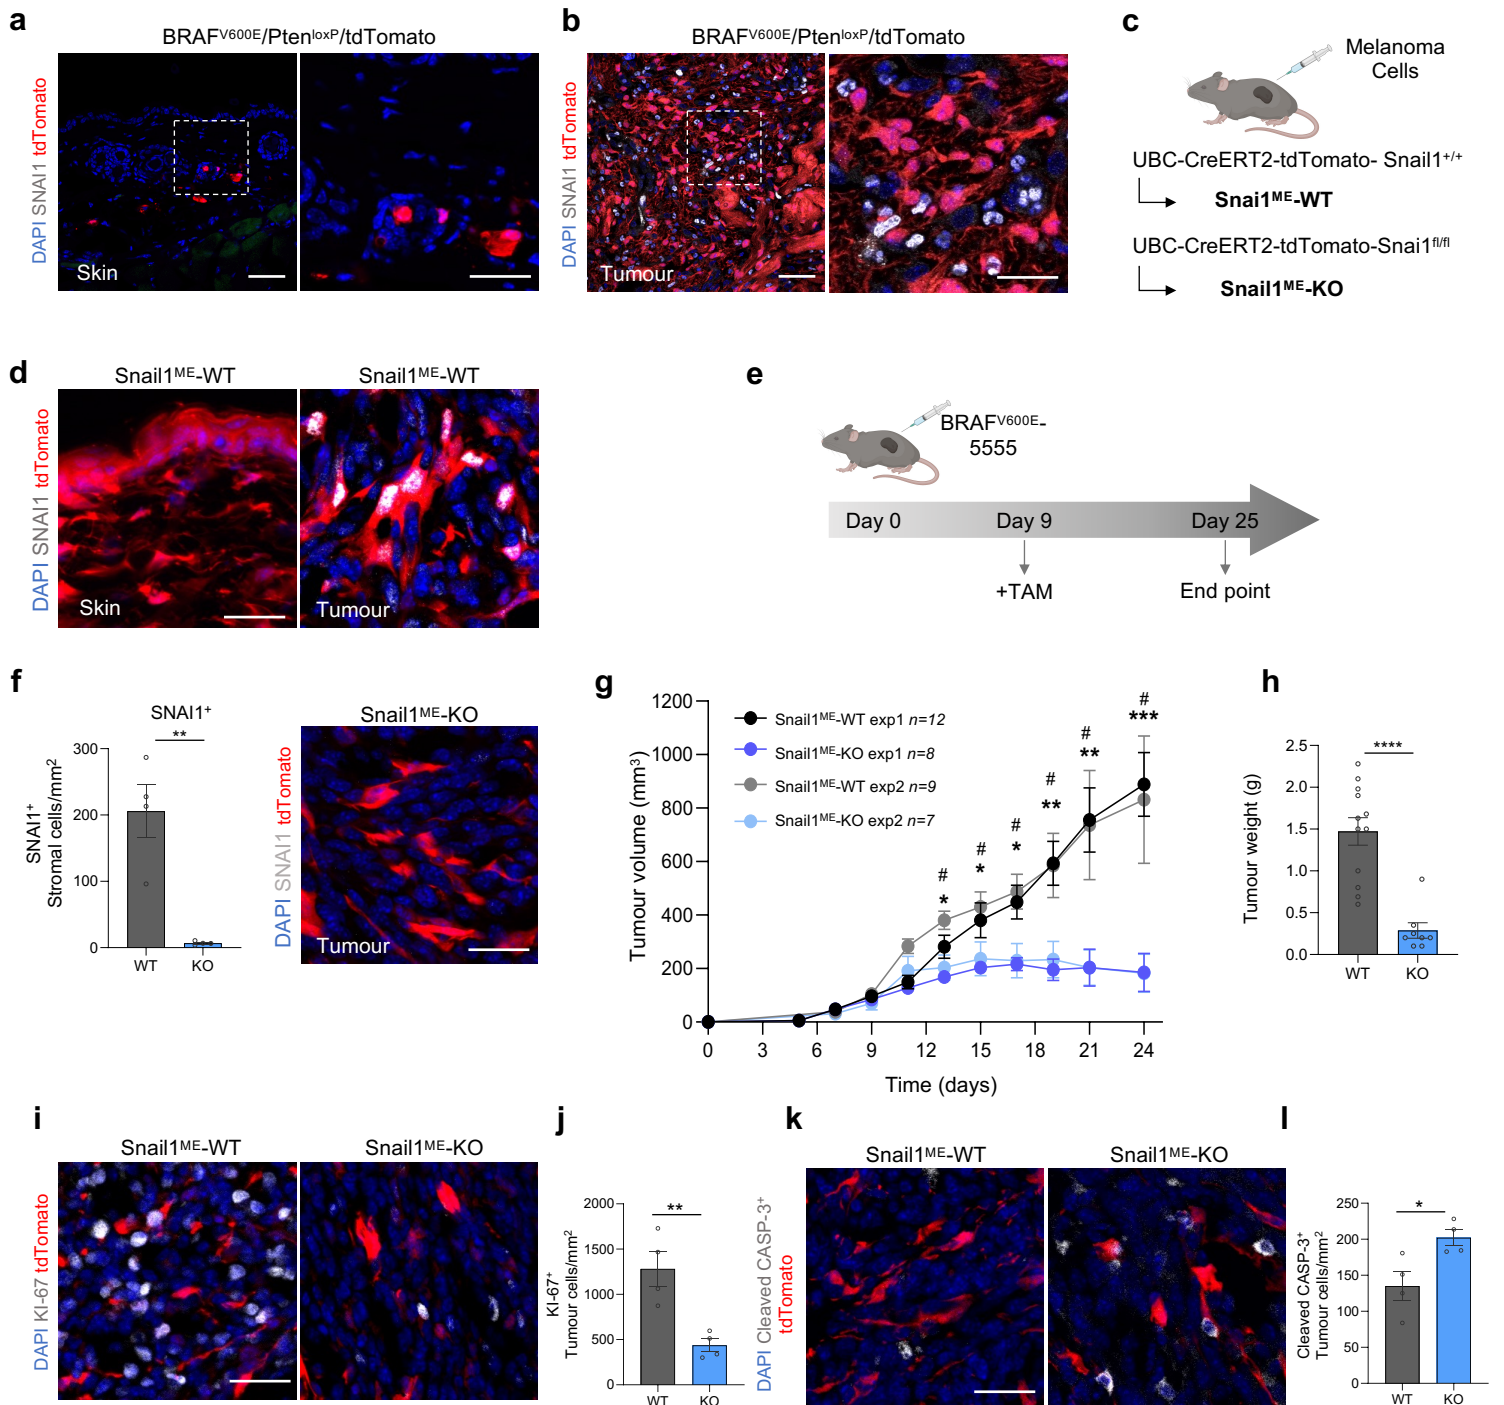 a
BRAFV600E/PtenloxP/tdTomato
DAPI SNAI1 tdTomato
Skin
b
BRAFV600E/PtenloxP/tdTomato
DAPI SNAI1 tdTomato
Tumour
c
Melanoma
Cells
UBC-CreERT2-tdTomato- Snail1+/+
Snai1ME-WT
UBC-CreERT2-tdTomato-Snai1fl/fl
Snail1ME-KO
d
Snail1ME-WT
Snail1ME-WT
DAPI SNAI1 tdTomato
Skin
Tumour
e
BRAFV600E-
5555
Day 0
Day 9
Day 25
+TAM
End point
f
SNAI1+
**
SNAI1+
Stromal cells/mm2
300
200
100
0
WT
KO
Snail1ME-KO
DAPI SNAI1 tdTomato
Tumour
g
Tumour volume (mm3)
1200
1000
800
600
400
200
0
Snail1ME-WT exp1 n=12
Snail1ME-KO exp1 n=8
Snail1ME-WT exp2 n=9
Snail1ME-KO exp2 n=7
#
*
#
*
#
*
#
**
#
**
#
***
0 3 6 9 12 15 18 21 24
Time (days)
h
Tumour weight (g)
****
2.5
2.0
1.5
1.0
0.5
0.0
WT
KO
i
Snail1ME-WT
Snail1ME-KO
DAPI KI-67 tdTomato
j
KI-67+
Tumour cells/mm2
**
2000
1500
1000
500
0
WT
KO
k
Snail1ME-WT
Snail1ME-KO
DAPI Cleaved CASP-3+
tdTomato
l
Cleaved CASP-3+
Tumour cells/mm2
*
250
200
150
100
50
0
WT
KO